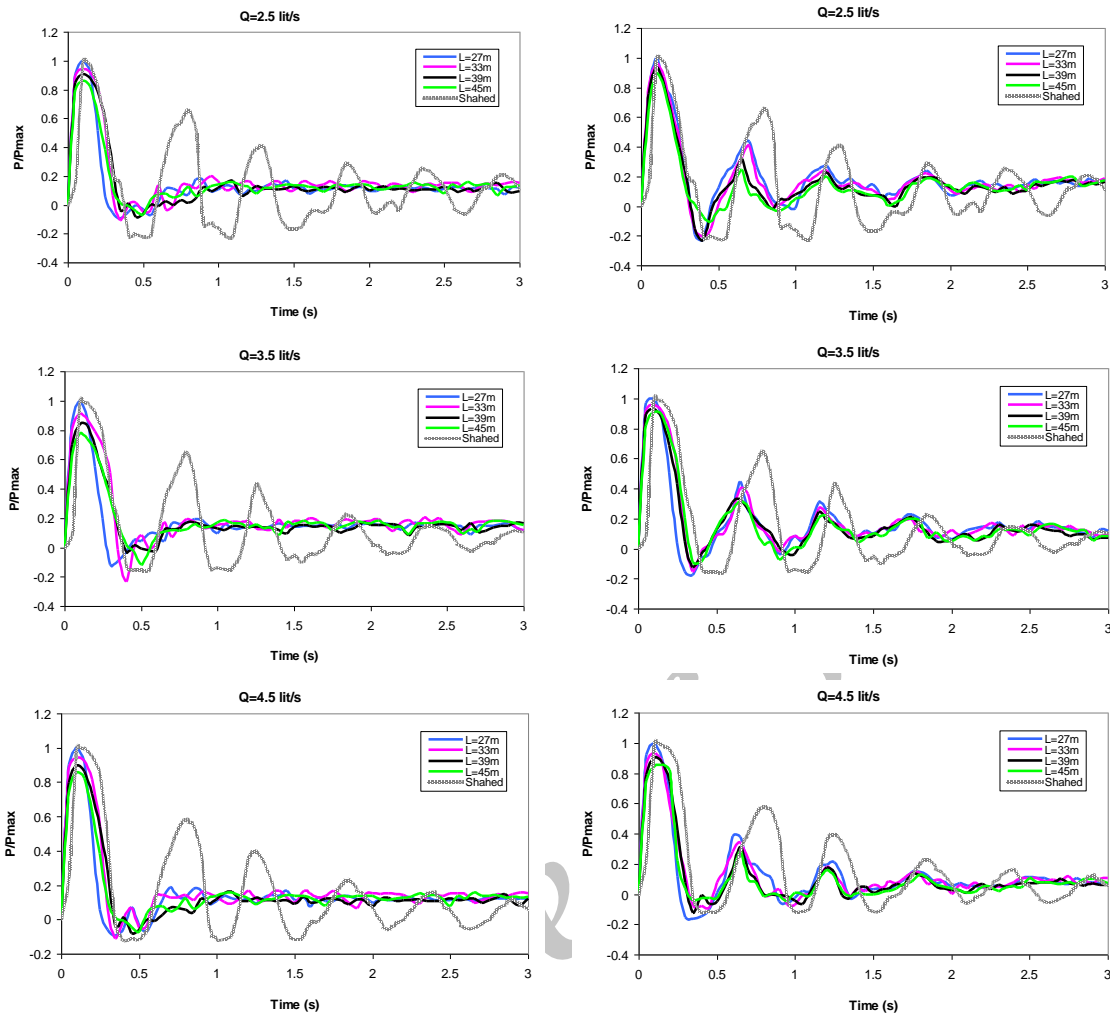 Q=2.5 lit/s
P/Pmax
1.2
1
0.8
0.6
0.4
0.2
0
-0.2
-0.4
0 0.5 1 1.5 2 2.5 3
Time (s)
L=27m
L=33m
L=39m
L=45m
Shahed
Q=2.5 lit/s
P/Pmax
1.2
1
0.8
0.6
0.4
0.2
0
-0.2
-0.4
0 0.5 1 1.5 2 2.5 3
Time (s)
L=27m
L=33m
L=39m
L=45m
Shahed
Q=3.5 lit/s
P/Pmax
1.2
1
0.8
0.6
0.4
0.2
0
-0.2
-0.4
0 0.5 1 1.5 2 2.5 3
Time (s)
L=27m
L=33m
L=39m
L=45m
Shahed
Q=3.5 lit/s
P/Pmax
1.2
1
0.8
0.6
0.4
0.2
0
-0.2
-0.4
0 0.5 1 1.5 2 2.5 3
Time (s)
L=27m
L=33m
L=39m
L=45m
Shahed
Q=4.5 lit/s
P/Pmax
1.2
1
0.8
0.6
0.4
0.2
0
-0.2
0 0.5 1 1.5 2 2.5 3
Time (s)
L=27m
L=33m
L=39m
L=45m
Shahed
Q=4.5 lit/s
P/Pmax
1.2
1
0.8
0.6
0.4
0.2
0
-0.2
-0.4
0 0.5 1 1.5 2 2.5 3
Time (s)
L=27m
L=33m
L=39m
L=45m
Shahed